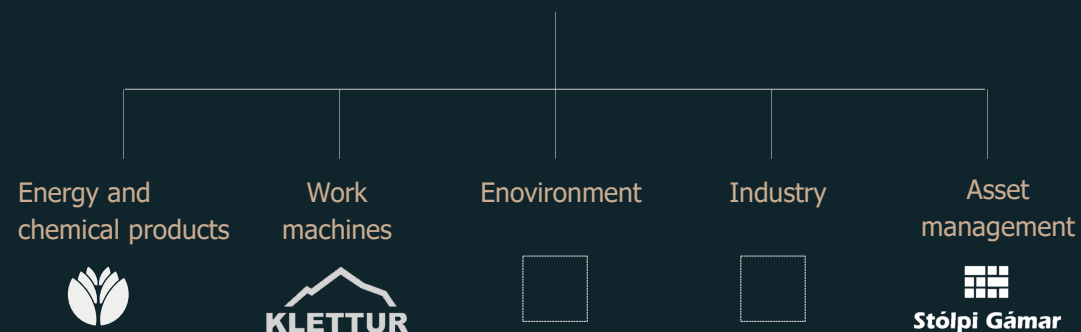 Energy and
chemical products
Work
machines
Enovironment
Industry
Asset
management
KLETTUR
Stólpi Gámar